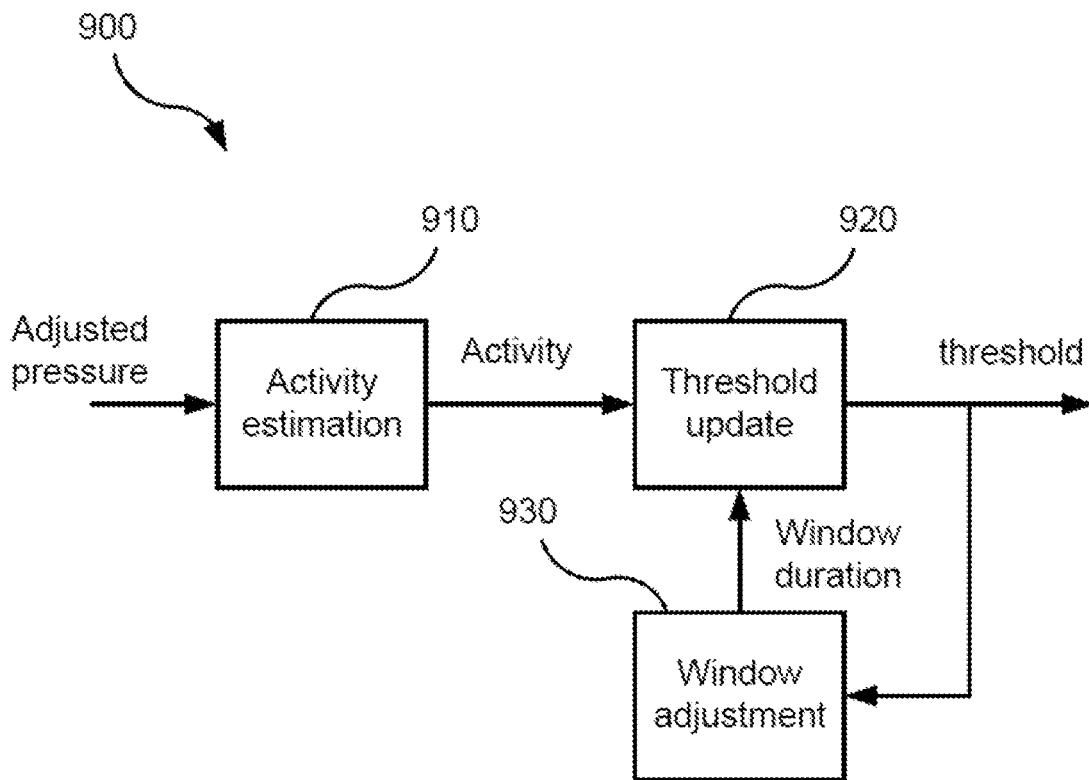 900
910
920
Adjusted
pressure
Activity
estimation
Activity
Threshold
update
threshold
930
Window
duration
Window
adjustment